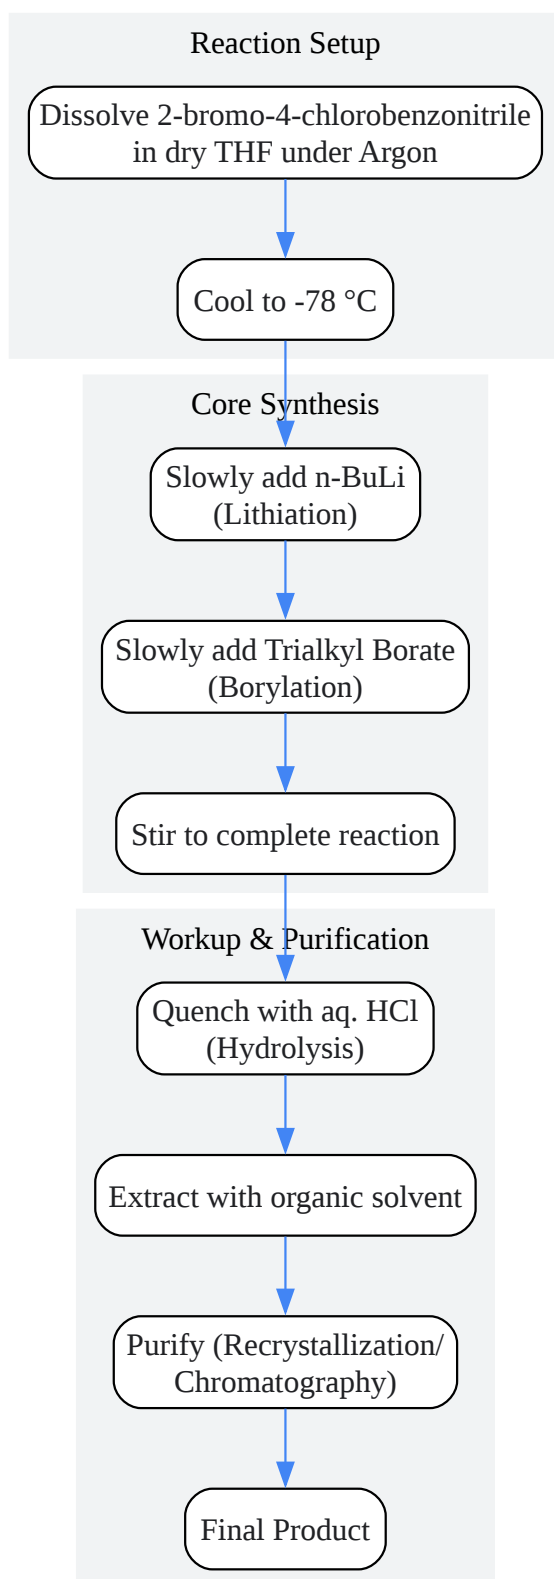 Reaction Setup
Dissolve 2-bromo-4-chlorobenzonitrile
in dry THF under Argon
Cool to -78 °C
Core Synthesis
Slowly add n-BuLi
(Lithiation)
Slowly add Trialkyl Borate
(Borylation)
Stir to complete reaction
Workup & Purification
Quench with aq. HCl
(Hydrolysis)
Extract with organic solvent
Purify (Recrystallization/
Chromatography)
Final Product